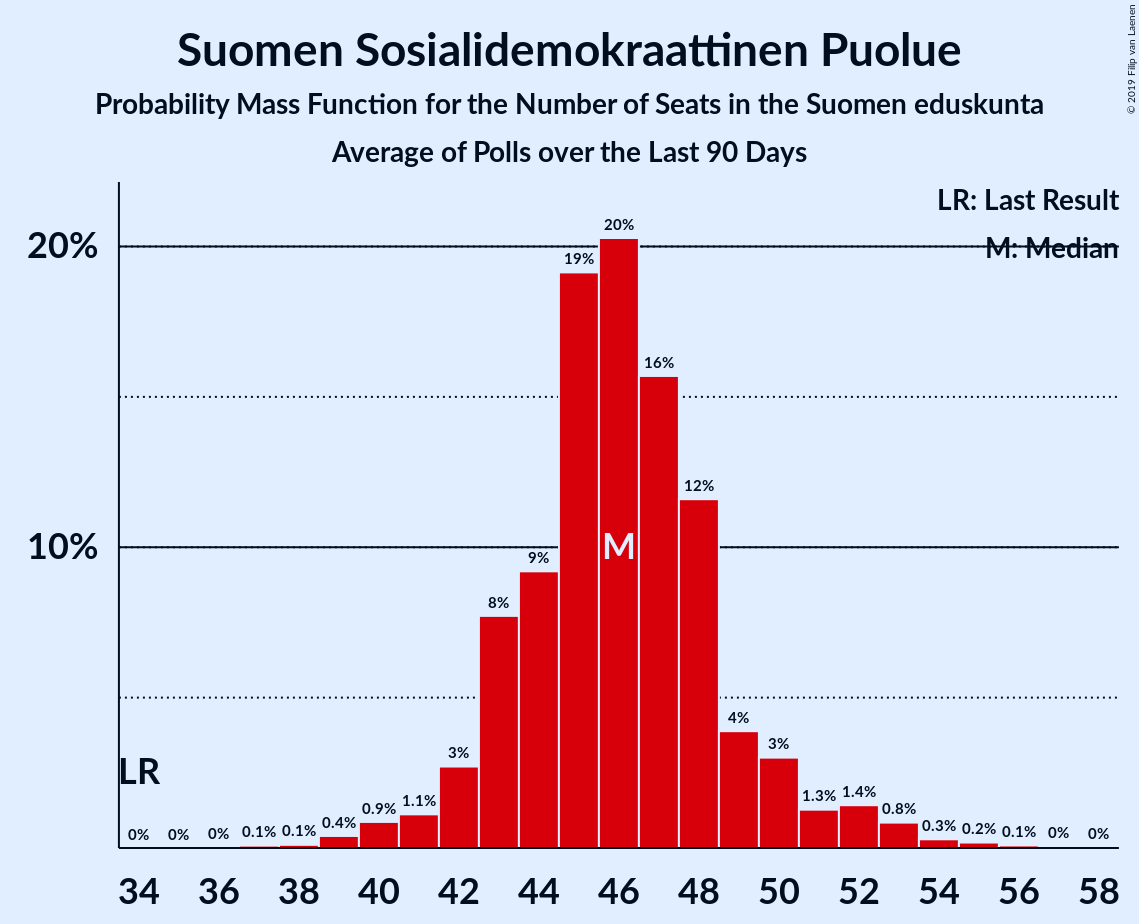 Suomen Sosialidemokraattinen Puolue
Probability Mass Function for the Number of Seats in the Suomen eduskunta
Average of Polls over the Last 90 Days
© 2019 Filip van Laenen
LR: Last Result
M: Median
20%
10%
0% 0% 0% 0.1% 0.1% 0.4% 0.9% 1.1% 3% 8% 9% 19% 20% 16% 12% 4% 3% 1.3% 1.4% 0.8% 0.3% 0.2% 0.1% 0% 0%
M
LR
34 36 38 40 42 44 46 48 50 52 54 56 58